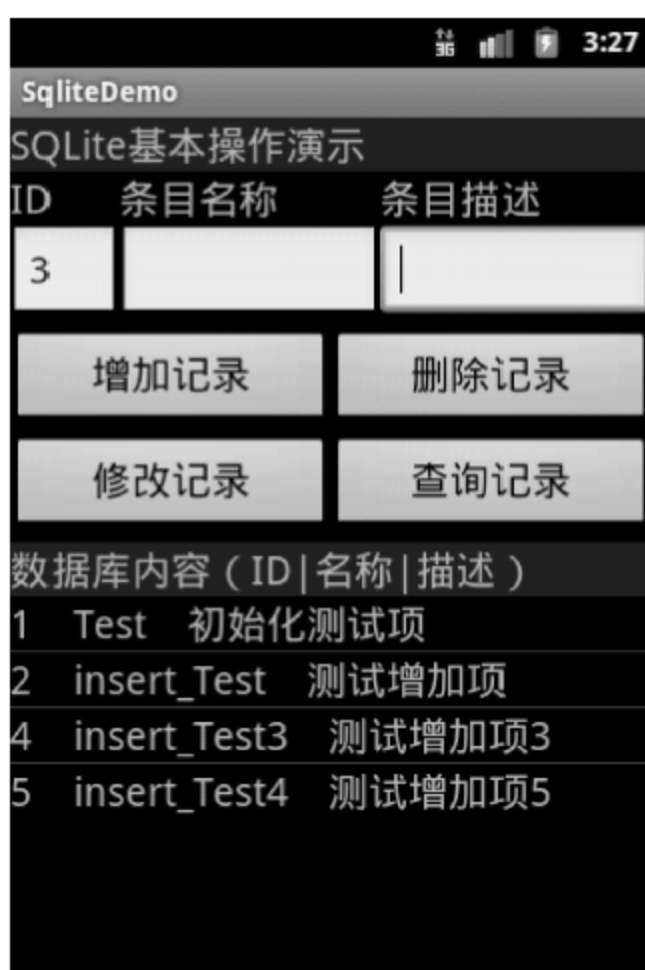 3G 3:27
SqliteDemo
SQLite基本操作演示
ID 条目名称 条目描述
3
增加记录 删除记录
修改记录 查询记录
数据库内容（ID|名称|描述）
1 Test 初始化测试项
2 insert_Test 测试增加项
4 insert_Test3 测试增加项3
5 insert_Test4 测试增加项5